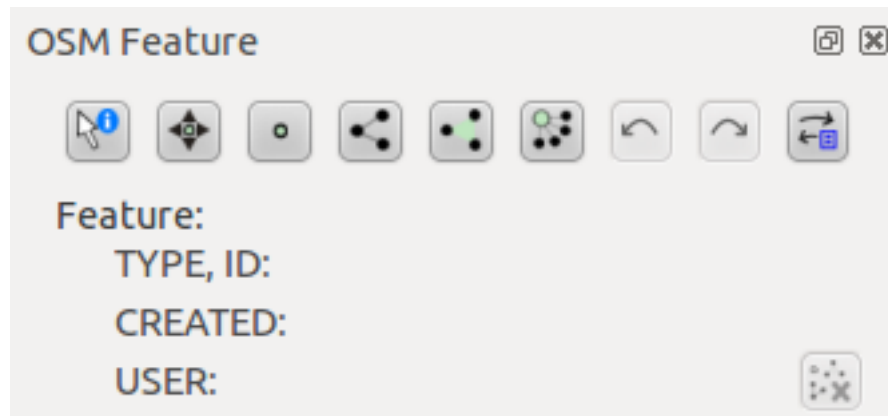 OSM Feature
Feature:
TYPE, ID:
CREATED:
USER: